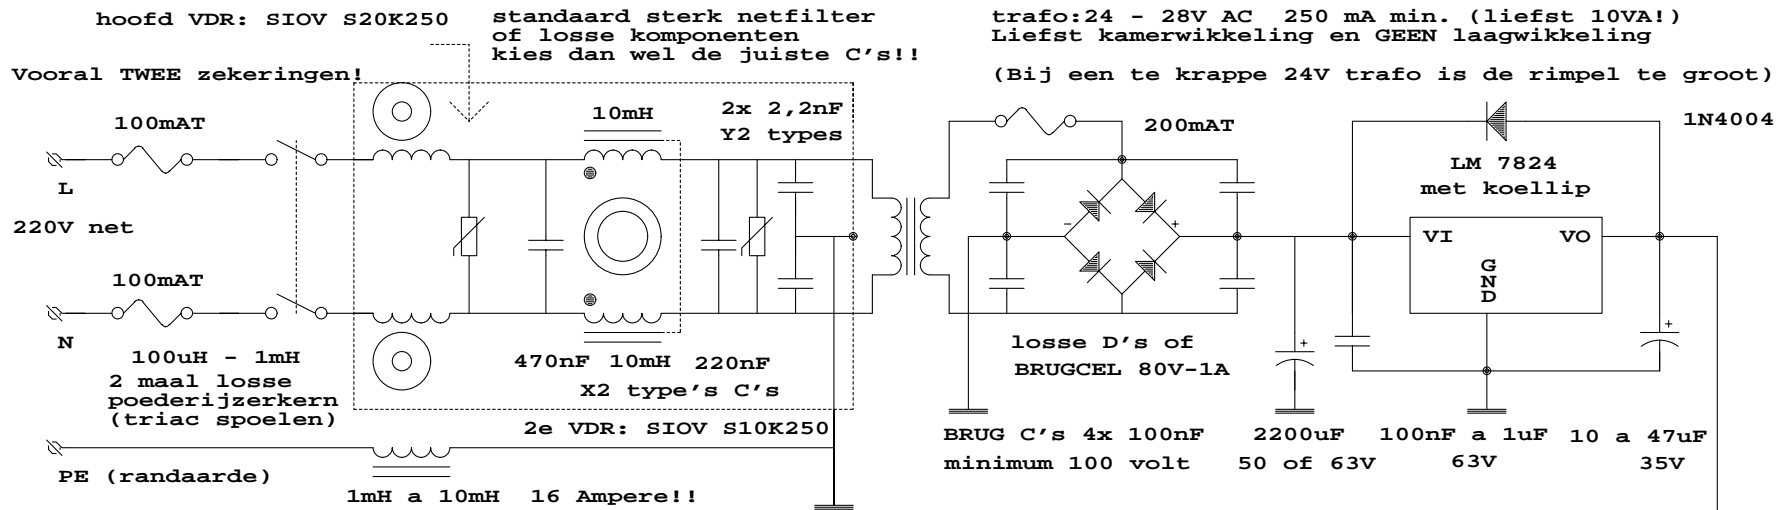 hoofd VDR: SIOV S20K250
standaard sterk netfilter
of losse komponenten
kies dan wel de juiste C's!!
trafo:24 - 28V AC 250 mA min. (liefst 10VA!)
Liefst kamerwikkeling en GEEN laagwikkeling
Vooral TWEE zekeringen!
(Bij een te krappe 24V trafo is de rimpel te groot)
100mAT
10mH
2x 2,2nF
Y2 types
200mAT
1N4004
LM 7824
met koellip
L
220V net
-
+
VI
VO
GND
100mAT
N
100uH - 1mH
2 maal losse
poederijzerkern
(triac spoelen)
470nF
10mH
220nF
X2 type's C's
losse D's of
BRUGCEL 80V-1A
+
+
2e VDR: SIOV S10K250
BRUG C's 4x 100nF
minimum 100 volt
2200uF
50 of 63V
100nF a 1uF
63V
10 a 47uF
35V
PE (randaarde)
1mH a 10mH 16 Ampere!!